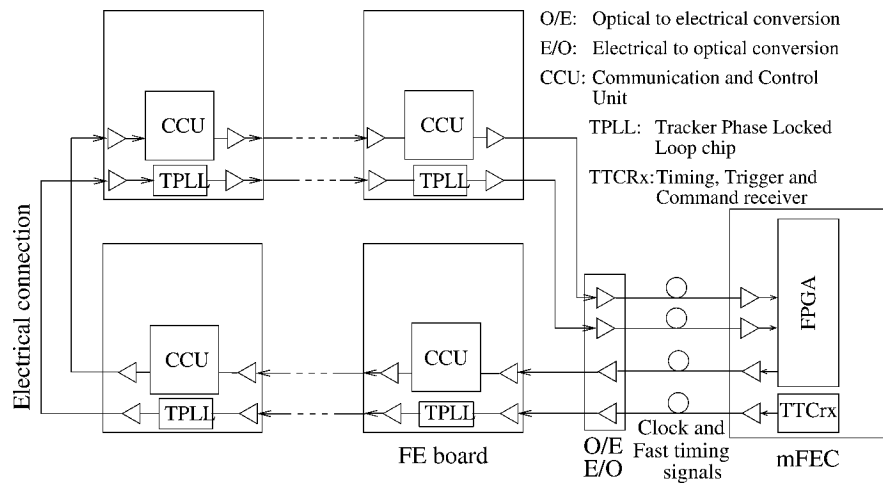 O/E: Optical to electrical conversion
E/O: Electrical to optical conversion
CCU: Communication and Control
Unit
TPLL: Tracker Phase Locked
Loop chip
TTCRx: Timing, Trigger and
Command receiver
CCU
TPLL
CCU
TPLL
Electrical connection
CCU
TPLL
CCU
TPLL
FE board
O/E
E/O
Clock and
Fast timing
signals
FPGA
TTCrx
mFEC